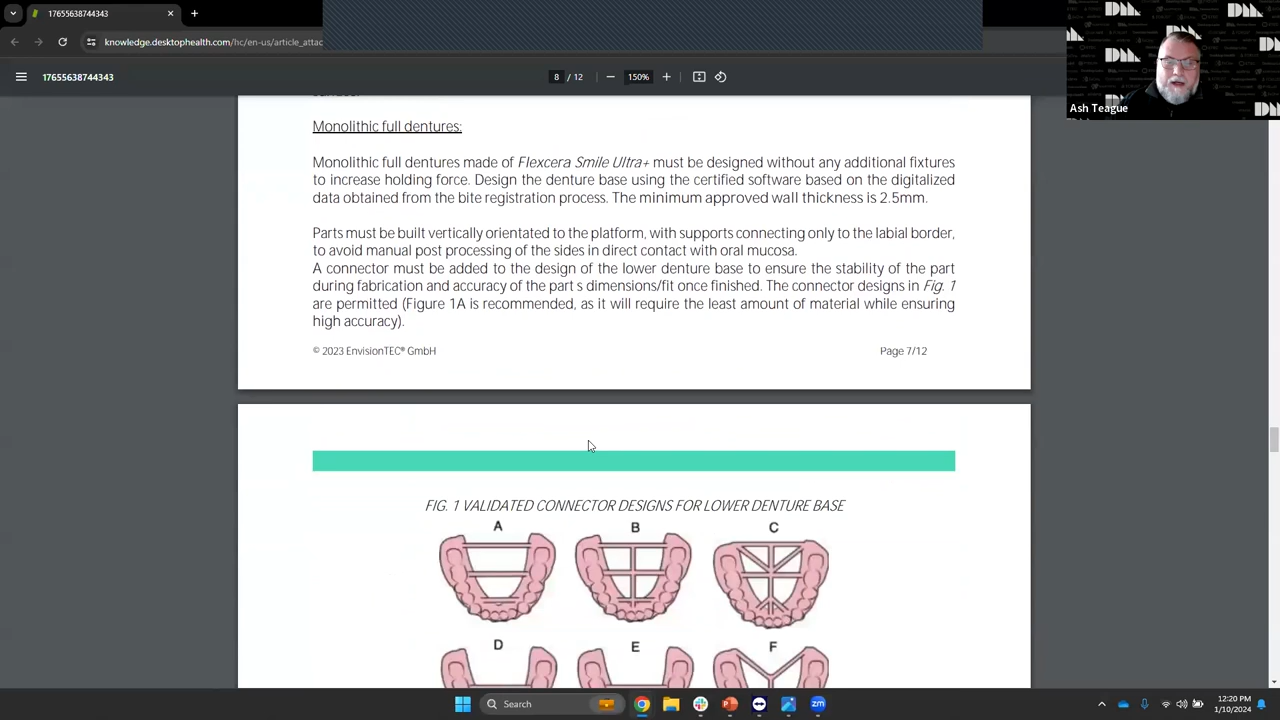 17655638744343
knowledge.desktophealth.com/hc/en-us/article_attac
17655638744343
150%
Ash Teague
Monolithic full dentures:
Monolithic full dentures made of Flexcera Smile Ultra+ must be designed without any additional fixtures
to increase holding force. Design the denture base using the certified software based on the digitalized
data obtained from the bite registration process. The minimum approved wall thickness is 2.5mm.
Parts must be built vertically orientated to the platform, with supports connecting only to the labial border,
to avoid manual post processing of the sides in direct contact with oral mucosa.
A connector must be added to the design of the lower denture base to ensure the stability of the part
during fabrication and accuracy of the part s dimensions/fit once finished. The connector designs in Fig. 1
are permitted (Figure 1A is recommended, as it will require the least amount of material while ensuring
high accuracy).
© 2023 EnvisionTEC® GmbH Page 7/12
FIG. 1 VALIDATED CONNECTOR DESIGNS FOR LOWER DENTURE BASE
A B C
D E F
Search
zm
12:20 PM
1/10/2024